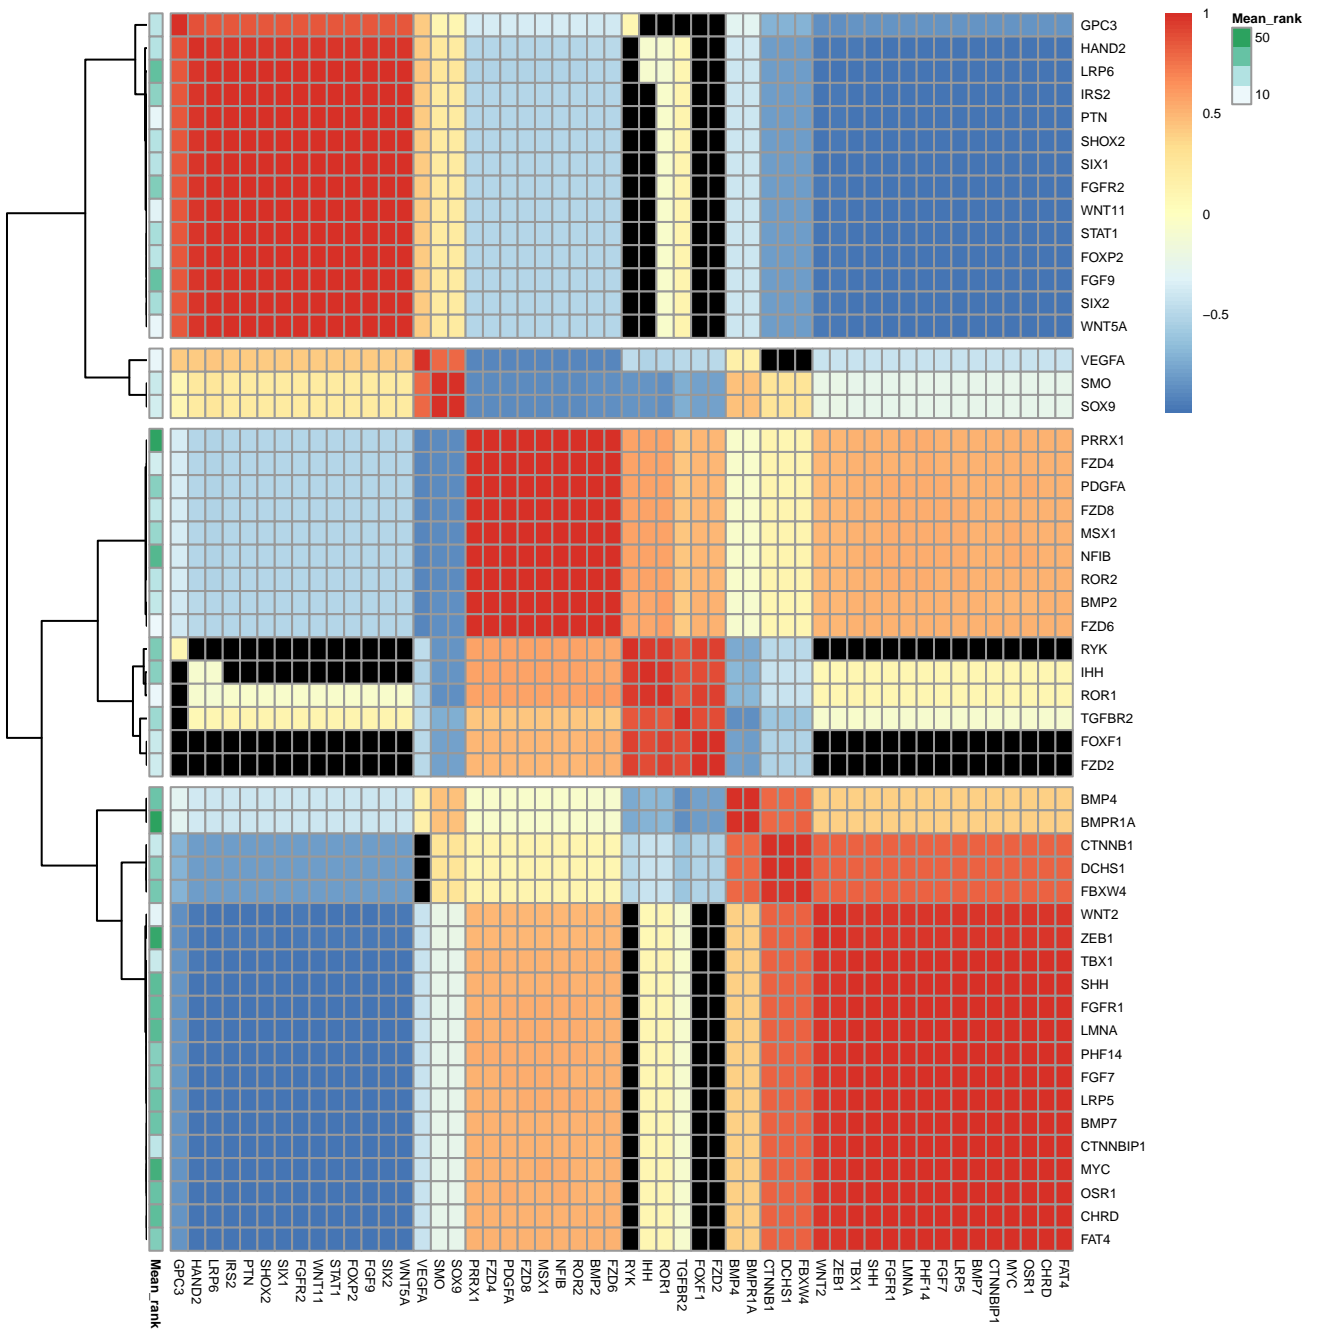 GPC3
HAND2
LRP6
IRS2
PTN
SHOX2
SIX1
FGFR2
WNT11
STAT1
FOXP2
FGF9
SIX2
WNT5A
VEGFA
SMO
SOX9
PRRX1
FZD4
PDGFA
FZD8
MSX1
NFIB
ROR2
BMP2
FZD6
RYK
IHH
ROR1
TGFBR2
FOXF1
FZD2
BMP4
BMPR1A
CTNNB1
DCHS1
FBXW4
WNT2
ZEB1
TBX1
SHH
FGFR1
LMNA
PHF14
FGF7
LRP5
BMP7
CTNNBIP1
MYC
OSR1
CHRD
FAT4
1
0.5
0
−0.5
Mean_rank
50
10
Mean_rank
GPC3
HAND2
LRP6
IRS2
PTN
SHOX2
SIX1
FGFR2
WNT11
STAT1
FOXP2
FGF9
SIX2
WNT5A
VEGFA
SMO
SOX9
PRRX1
FZD4
PDGFA
FZD8
MSX1
NFIB
ROR2
BMP2
FZD6
RYK
IHH
ROR1
TGFBR2
FOXF1
FZD2
BMP4
BMPR1A
CTNNB1
DCHS1
FBXW4
WNT2
ZEB1
TBX1
SHH
FGFR1
LMNA
PHF14
FGF7
LRP5
BMP7
CTNNBIP1
MYC
OSR1
CHRD
FAT4